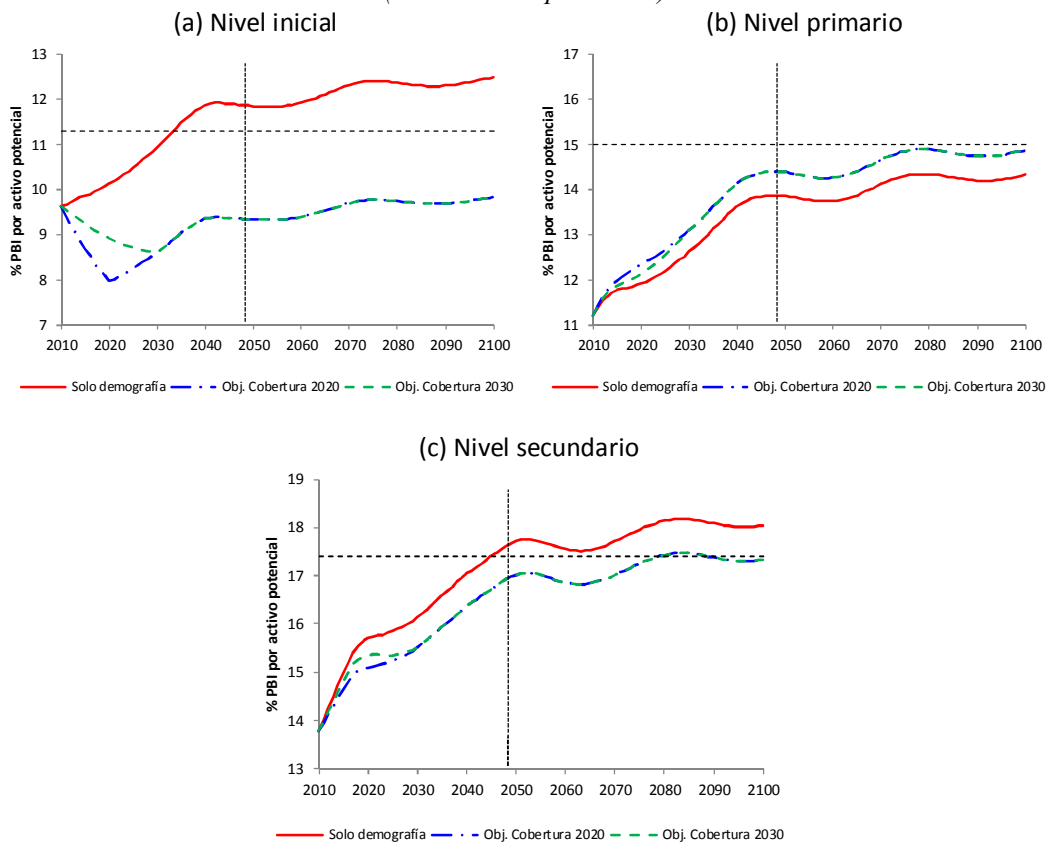 (a) Nivel inicial
(b) Nivel primario
% PBI por activo potencial
13
12
11
10
9
8
7
2010 2020 2030 2040 2050 2060 2070 2080 2090 2100
Solo demografía Obj. Cobertura 2020 Obj. Cobertura 2030
% PBI por activo potencial
17
16
15
14
13
12
11
2010 2020 2030 2040 2050 2060 2070 2080 2090 2100
Solo demografía Obj. Cobertura 2020 Obj. Cobertura 2030
(c) Nivel secundario
% PBI por activo potencial
19
18
17
16
15
14
13
2010 2020 2030 2040 2050 2060 2070 2080 2090 2100
Solo demografía Obj. Cobertura 2020 Obj. Cobertura 2030